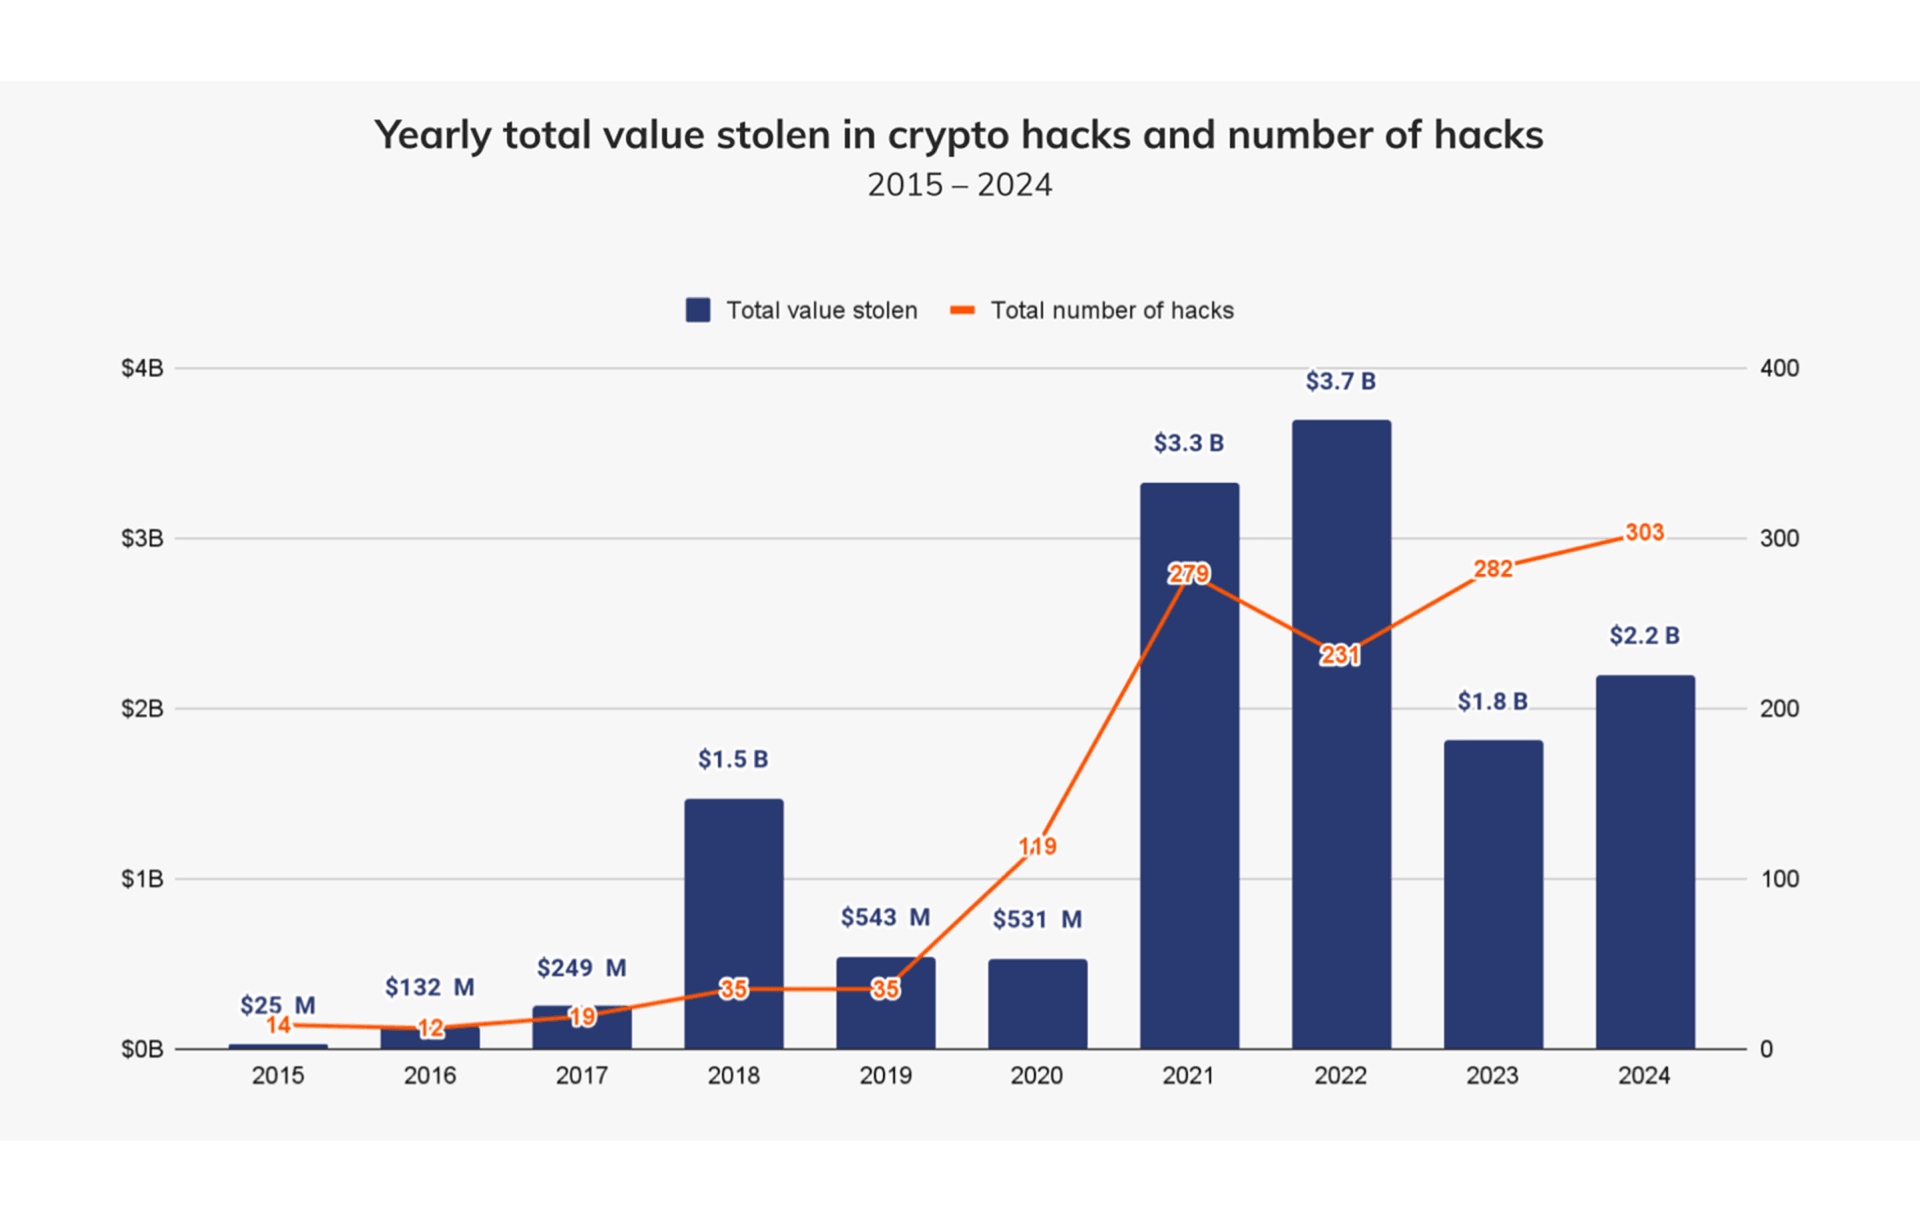 Yearly total value stolen in crypto hacks and number of hacks
2015 – 2024
Total value stolen Total number of hacks
$4B 400
$3.7 B
$3.3 B
$3B 303 300
279 282
231 $2.2 B
$2B $1.8 B 200
$1.5 B
119
$1B 100
$543 M $531 M
$249 M
$132 M 35 35
$25 M
14 12 19
$0B 0
2015 2016 2017 2018 2019 2020 2021 2022 2023 2024